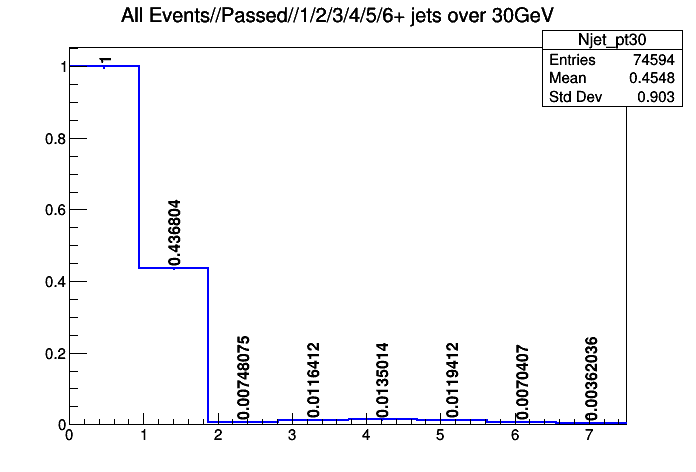 All Events//Passed//1/2/3/4/5/6+ jets over 30GeV
Njet_pt30
Entries 74594
Mean 0.4548
Std Dev 0.903
1
0.8
0.6
0.4
0.2
0
1
0.436804
0.00748075
0.0116412
0.0135014
0.0119412
0.0070407
0.00362036
0 1 2 3 4 5 6 7